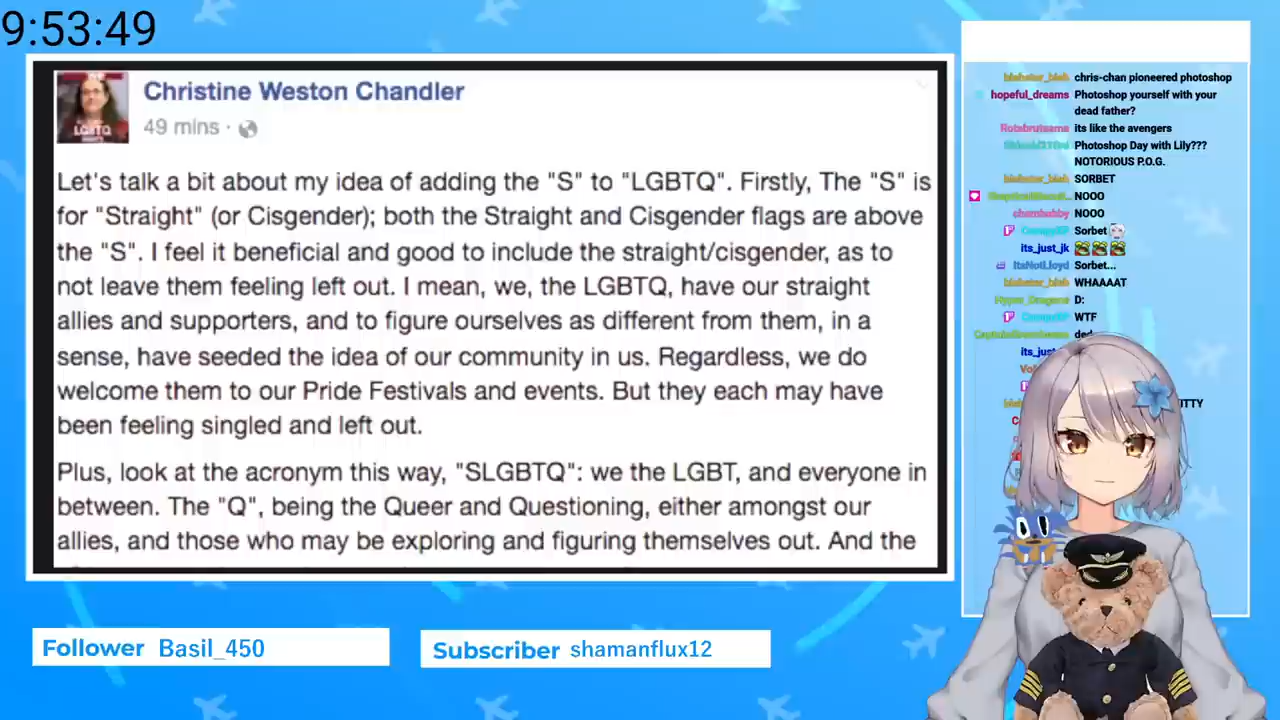 9:53:49
Christine Weston Chandler
49 mins ·
LGBTQ
Let's talk a bit about my idea of adding the "S" to "LGBTQ". Firstly, The "S" is
for "Straight" (or Cisgender); both the Straight and Cisgender flags are above
the "S". I feel it beneficial and good to include the straight/cisgender, as to
not leave them feeling left out. I mean, we, the LGBTQ, have our straight
allies and supporters, and to figure ourselves as different from them, in a
sense, have seeded the idea of our community in us. Regardless, we do
welcome them to our Pride Festivals and events. But they each may have
been feeling singled and left out.
Plus, look at the acronym this way, "SLGBTQ": we the LGBT, and everyone in
between. The "Q", being the Queer and Questioning, either amongst our
allies, and those who may be exploring and figuring themselves out. And the
chris-chan pioneered photoshop
hopeful_dreams Photoshop yourself with your
dead father?
its like the avengers
Photoshop Day with Lily???
NOTORIOUS P.O.G.
SORBET
NOOO
NOOO
Sorbet
its_just_jk
ItsNotLloyd Sorbet...
WHAAAAT
D:
WTF
ded
its_just
ITTY
Follower Basil_450
Subscriber shamanflux12